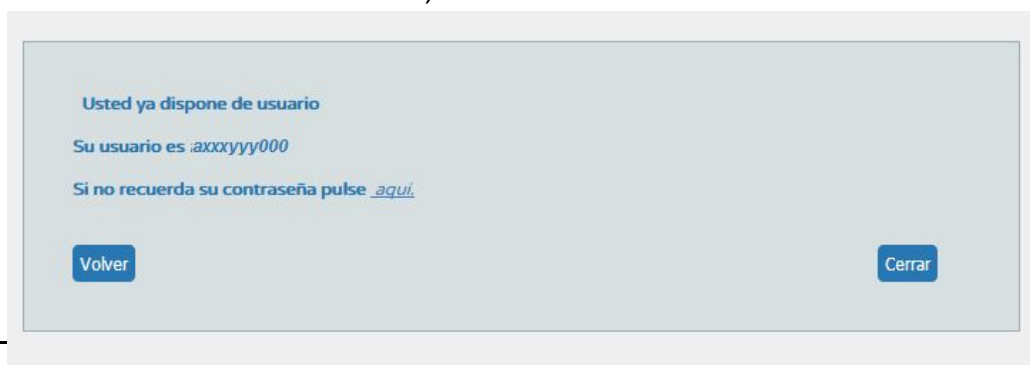 Usted ya dispone de usuario
Su usuario es axxxyyy000
Si no recuerda su contraseña pulse aquí.
Volver
Cerrar